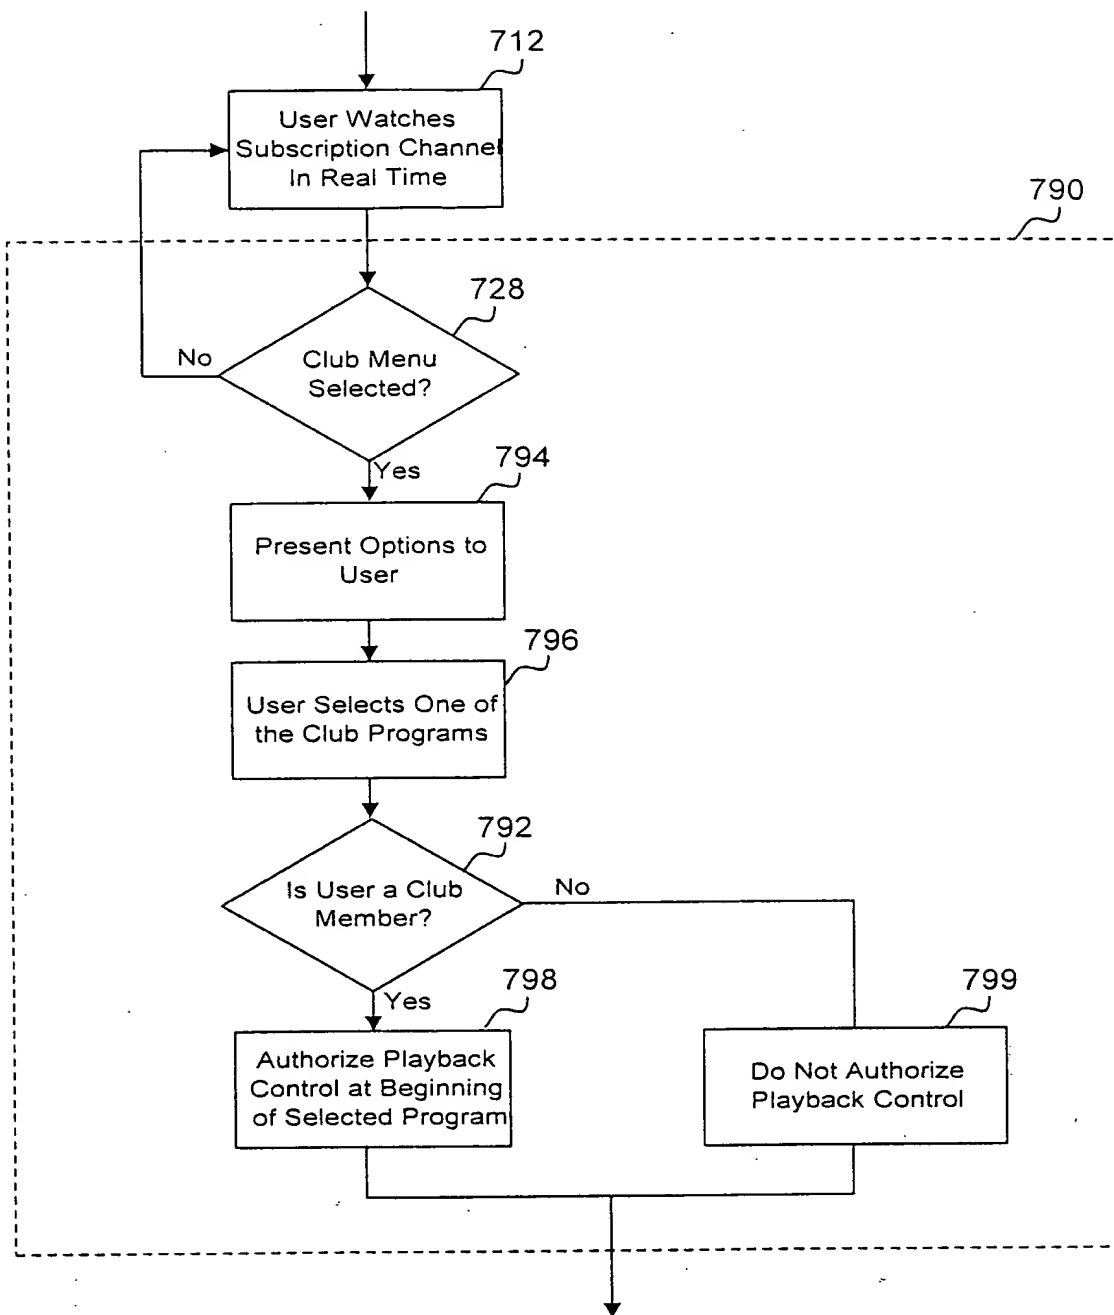 712
User Watches
Subscription Channel
In Real Time
790
728
Club Menu
Selected?
No
Yes
794
Present Options to
User
796
User Selects One of
the Club Programs
792
Is User a Club
Member?
No
Yes
798
Authorize Playback
Control at Beginning
of Selected Program
799
Do Not Authorize
Playback Control